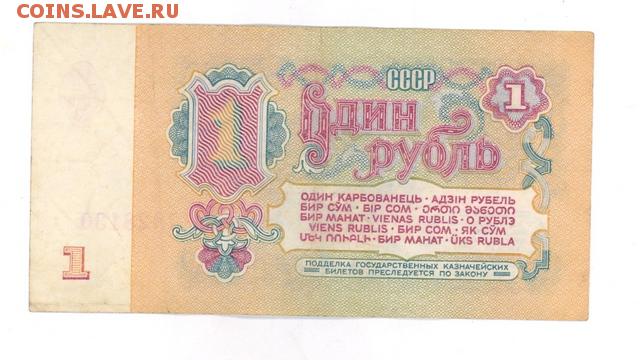 COINS.LAVE.RU
СССР
1
1
Один
рубль
ОДИН КАРБОВАНЕЦЬ · АДЗІН РУБЕЛЬ
БИР СЎМ · БІР СОМ · ᲔᲠᲗᲘ ᲛᲐᲜᲔᲗᲘ
БИР МАНАТ · VIENAS RUBLIS · О РУБЛЭ
VIENS RUBLIS · БИР СОМ · ЯК СЎМ
ՄԵԿ ՌՈՒԲԼԻ · БИР МАНАТ · ÜKS RUBLA
1
ПОДДЕЛКА ГОСУДАРСТВЕННЫХ КАЗНАЧЕЙСКИХ
БИЛЕТОВ ПРЕСЛЕДУЕТСЯ ПО ЗАКОНУ